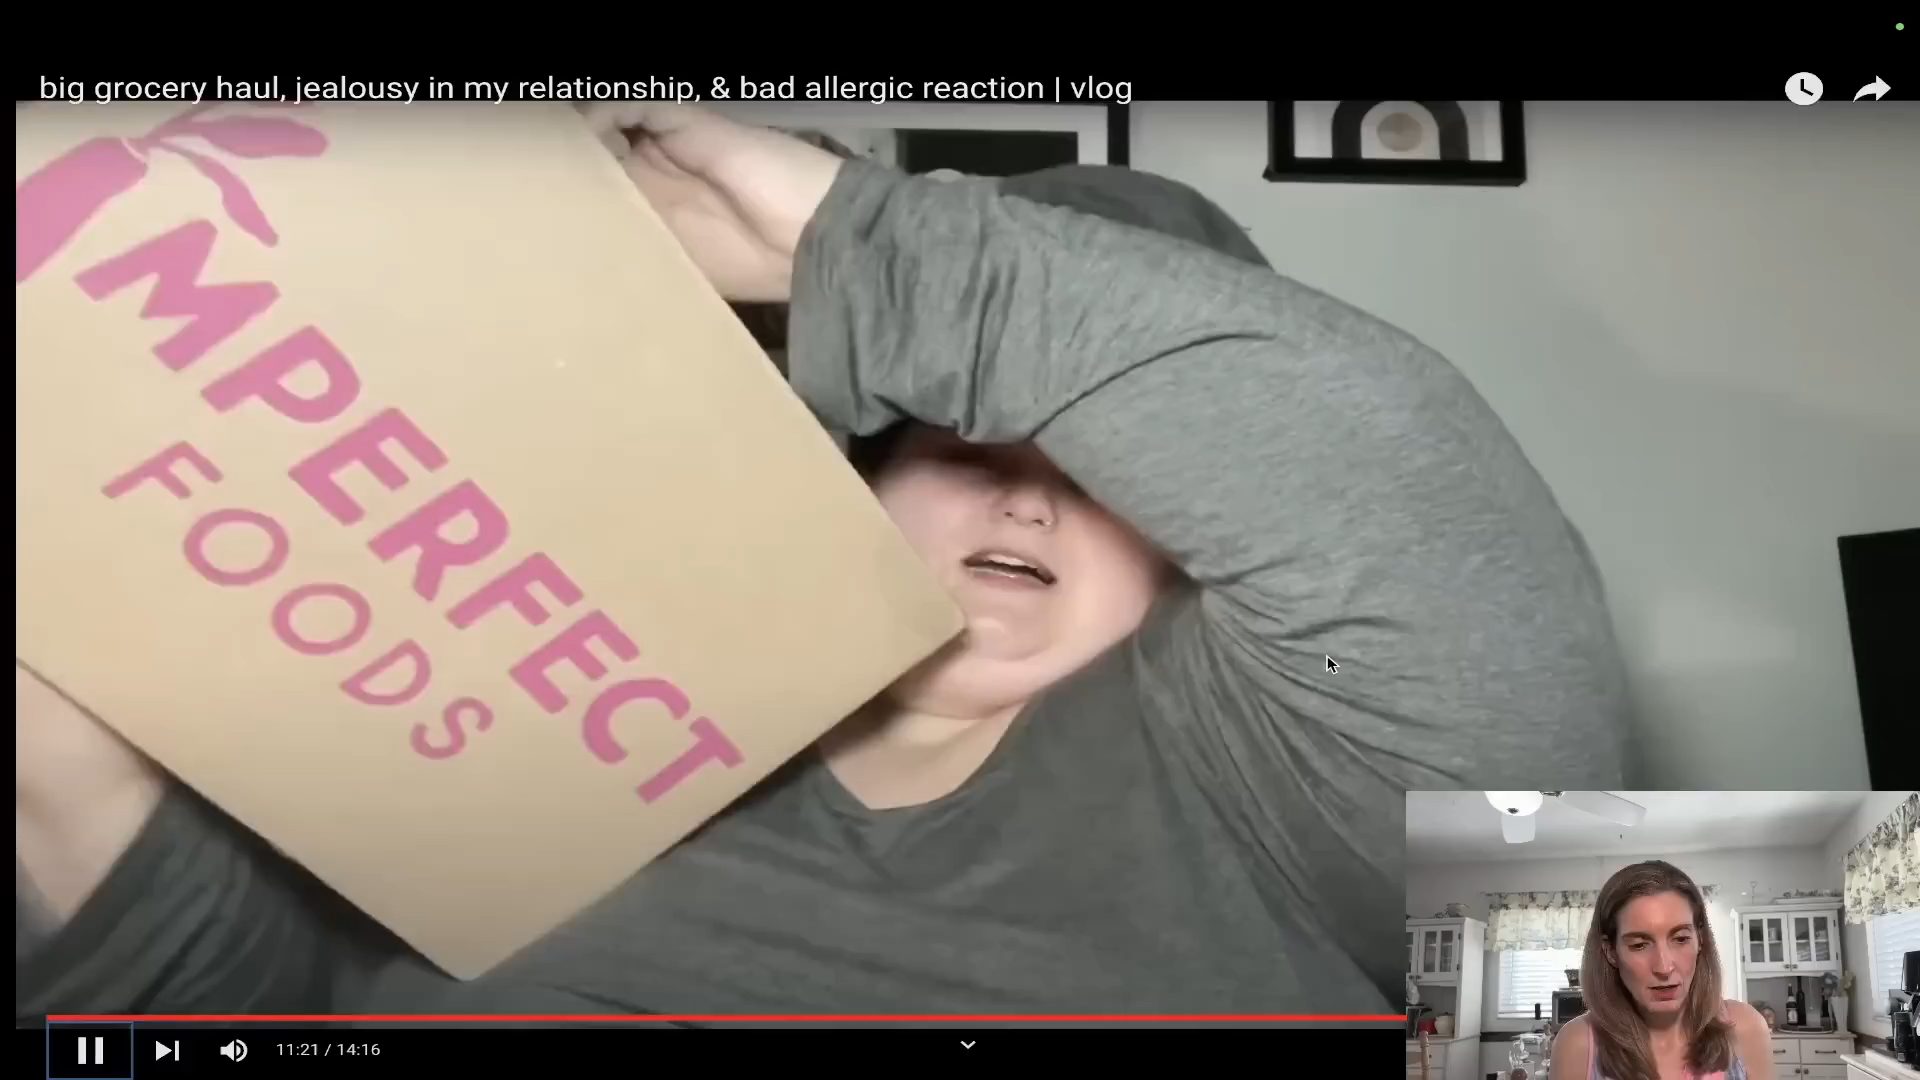 big grocery haul, jealousy in my relationship, & bad allergic reaction | vlog
MPERFECT
FOODS
11:21 / 14:16